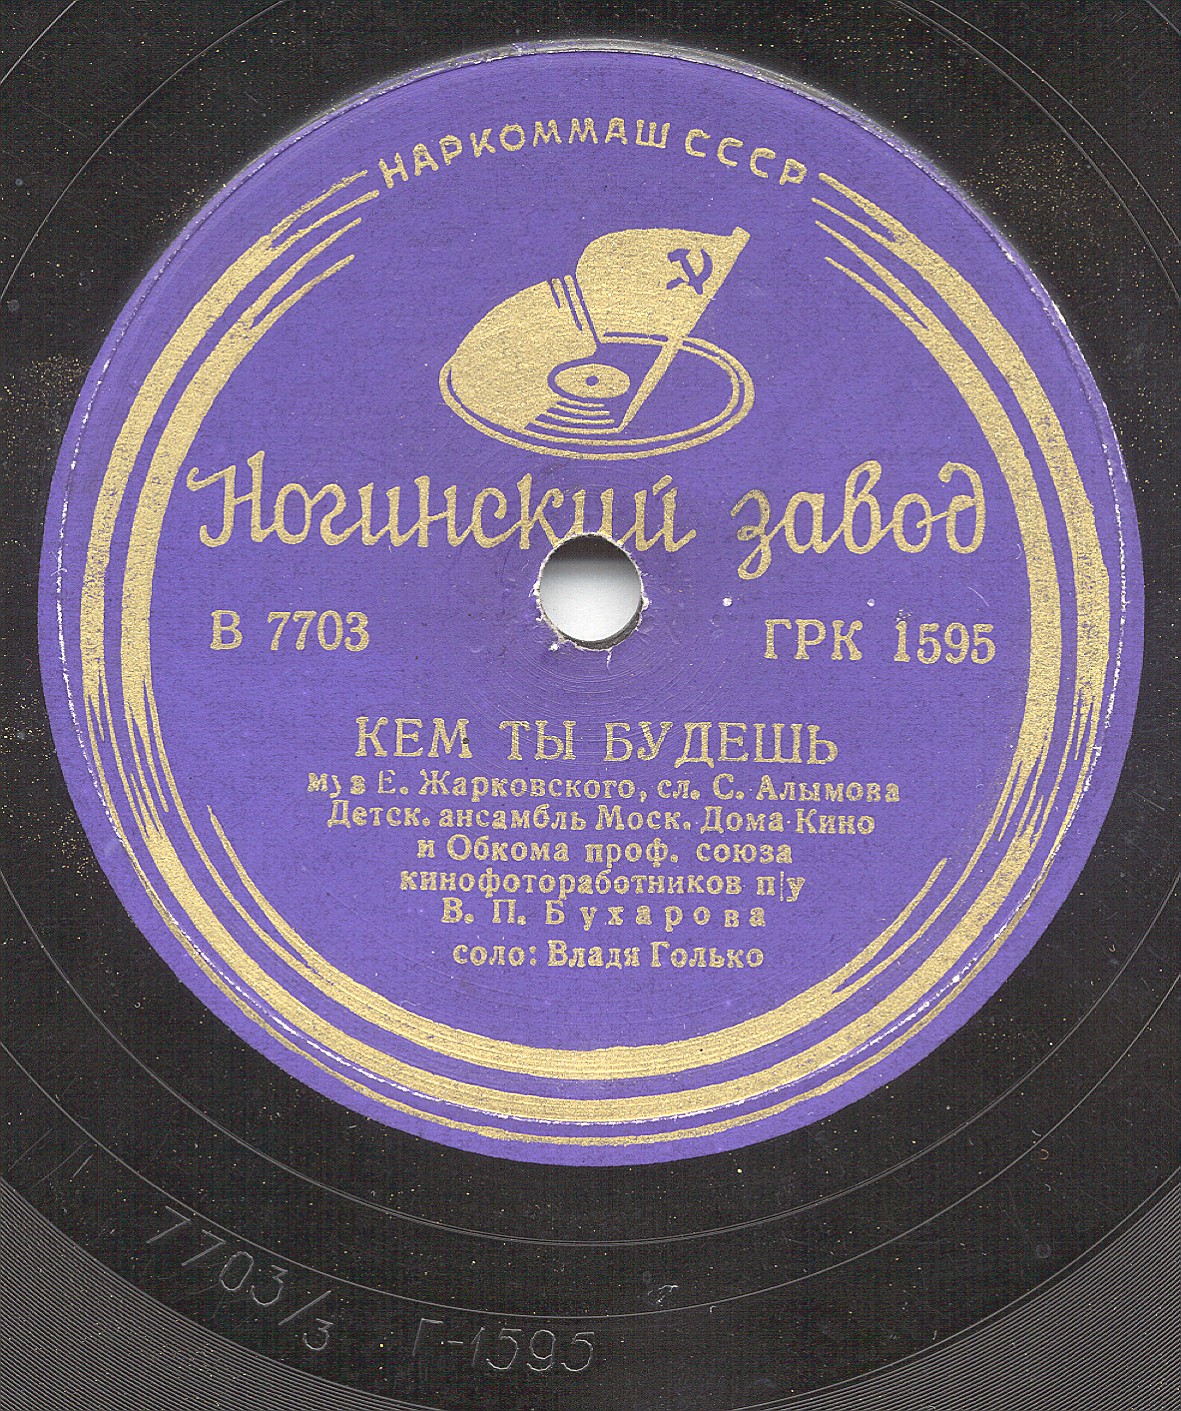 НАРКОММАШ СССР
Ногинский завод
В 7703 ГРК 1595
КЕМ ТЫ БУДЕШЬ
муз Е. Жарковского, сл. С. Алымова
Детск. ансамбль Моск. Дома Кино
и Обкома проф. союза
кинофотоработников п/у
В. П. Бухарова
соло: Владя Голько
7703/3 Г-1595